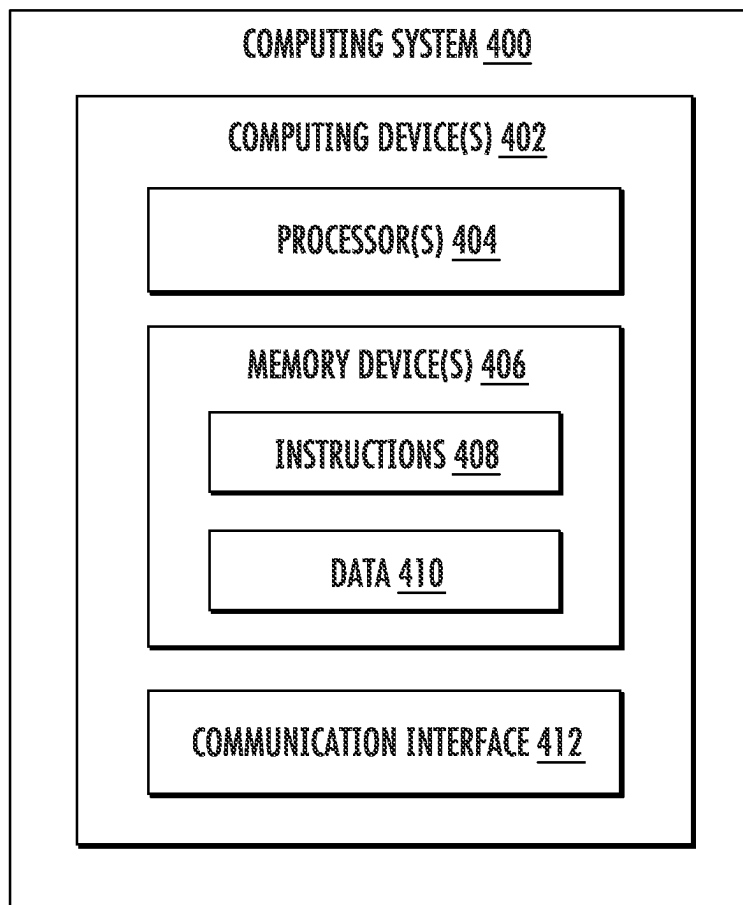 COMPUTING SYSTEM 400
COMPUTING DEVICE(S) 402
PROCESSOR(S) 404
MEMORY DEVICE(S) 406
INSTRUCTIONS 408
DATA 410
COMMUNICATION INTERFACE 412